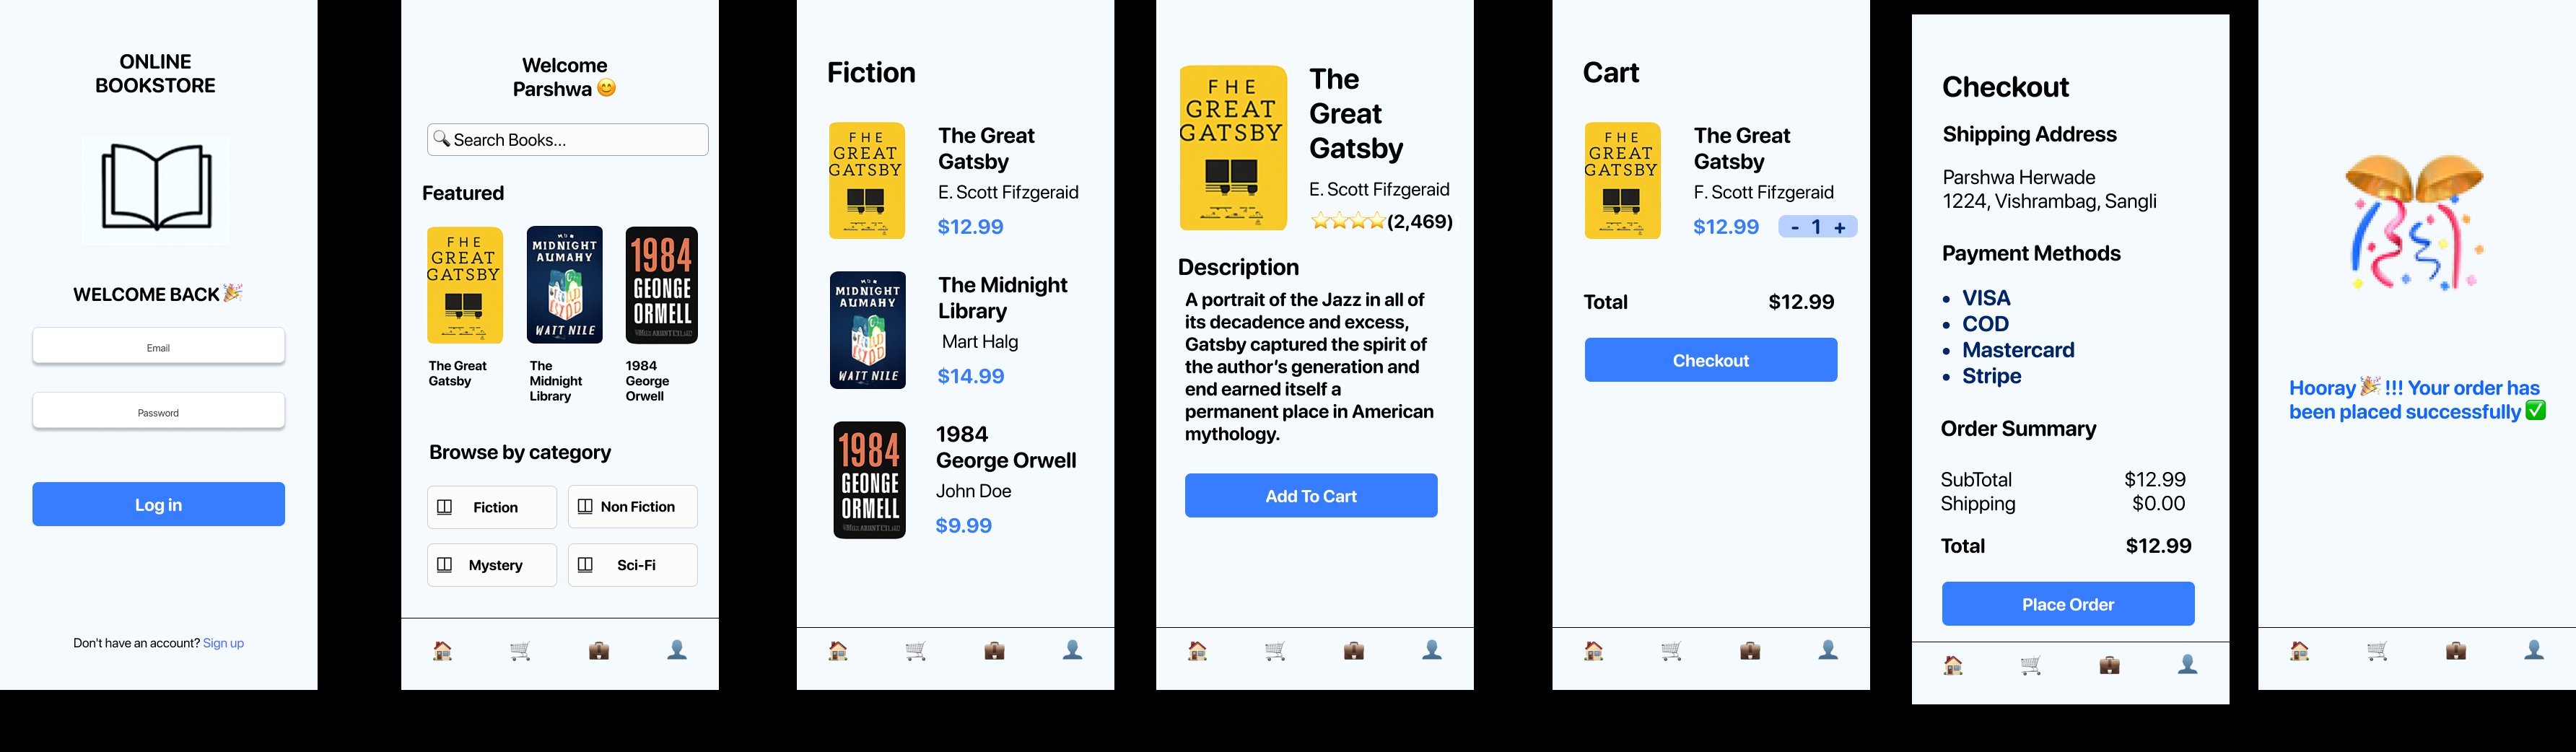 ONLINE
BOOKSTORE
WELCOME BACK
Email
Password
Log in
Don't have an account? Sign up
Welcome
Parshwa
Search Books...
Featured
FHE
GREAT
GATSBY
MIDNIGHT
AUMAHY
WATT NILE
1984
GEONGE
ORMELL
The Great
Gatsby
The
Midnight
Library
1984
George
Orwell
Browse by category
Fiction
Non Fiction
Mystery
Sci-Fi
Fiction
FHE
GREAT
GATSBY
The Great
Gatsby
E. Scott Fifzgeraid
$12.99
MIDNIGHT
AUMAHY
WATT NILE
The Midnight
Library
Mart Halg
$14.99
1984
GEONGE
ORMELL
1984
George Orwell
John Doe
$9.99
FHE
GREAT
GATSBY
The
Great
Gatsby
E. Scott Fifzgeraid
(2,469)
Description
A portrait of the Jazz in all of
its decadence and excess,
Gatsby captured the spirit of
the author's generation and
end earned itself a
permanent place in American
mythology.
Add To Cart
Cart
FHE
GREAT
GATSBY
The Great
Gatsby
F. Scott Fifzgeraid
$12.99 - 1 +
Total $12.99
Checkout
Checkout
Shipping Address
Parshwa Herwade
1224, Vishrambag, Sangli
Payment Methods
• VISA
• COD
• Mastercard
• Stripe
Order Summary
SubTotal $12.99
Shipping $0.00
Total $12.99
Place Order
Hooray !!! Your order has
been placed successfully